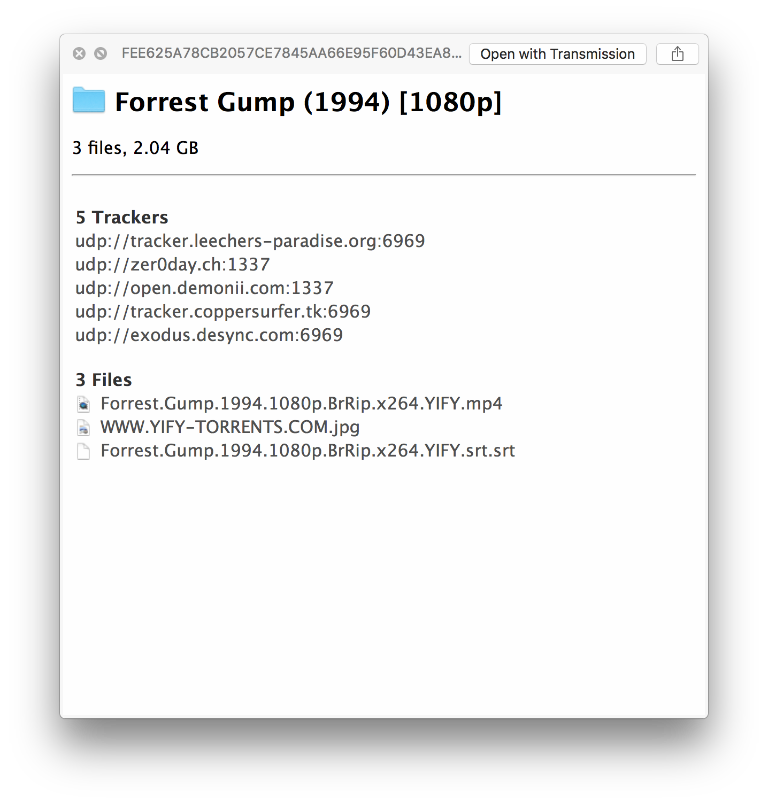 FEE625A78CB2057CE7845AA66E95F60D43EA8... Open with Transmission
Forrest Gump (1994) [1080p]
3 files, 2.04 GB
5 Trackers
udp://tracker.leechers-paradise.org:6969
udp://zer0day.ch:1337
udp://open.demonii.com:1337
udp://tracker.coppersurfer.tk:6969
udp://exodus.desync.com:6969
3 Files
Forrest.Gump.1994.1080p.BrRip.x264.YIFY.mp4
WWW.YIFY-TORRENTS.COM.jpg
Forrest.Gump.1994.1080p.BrRip.x264.YIFY.srt.srt